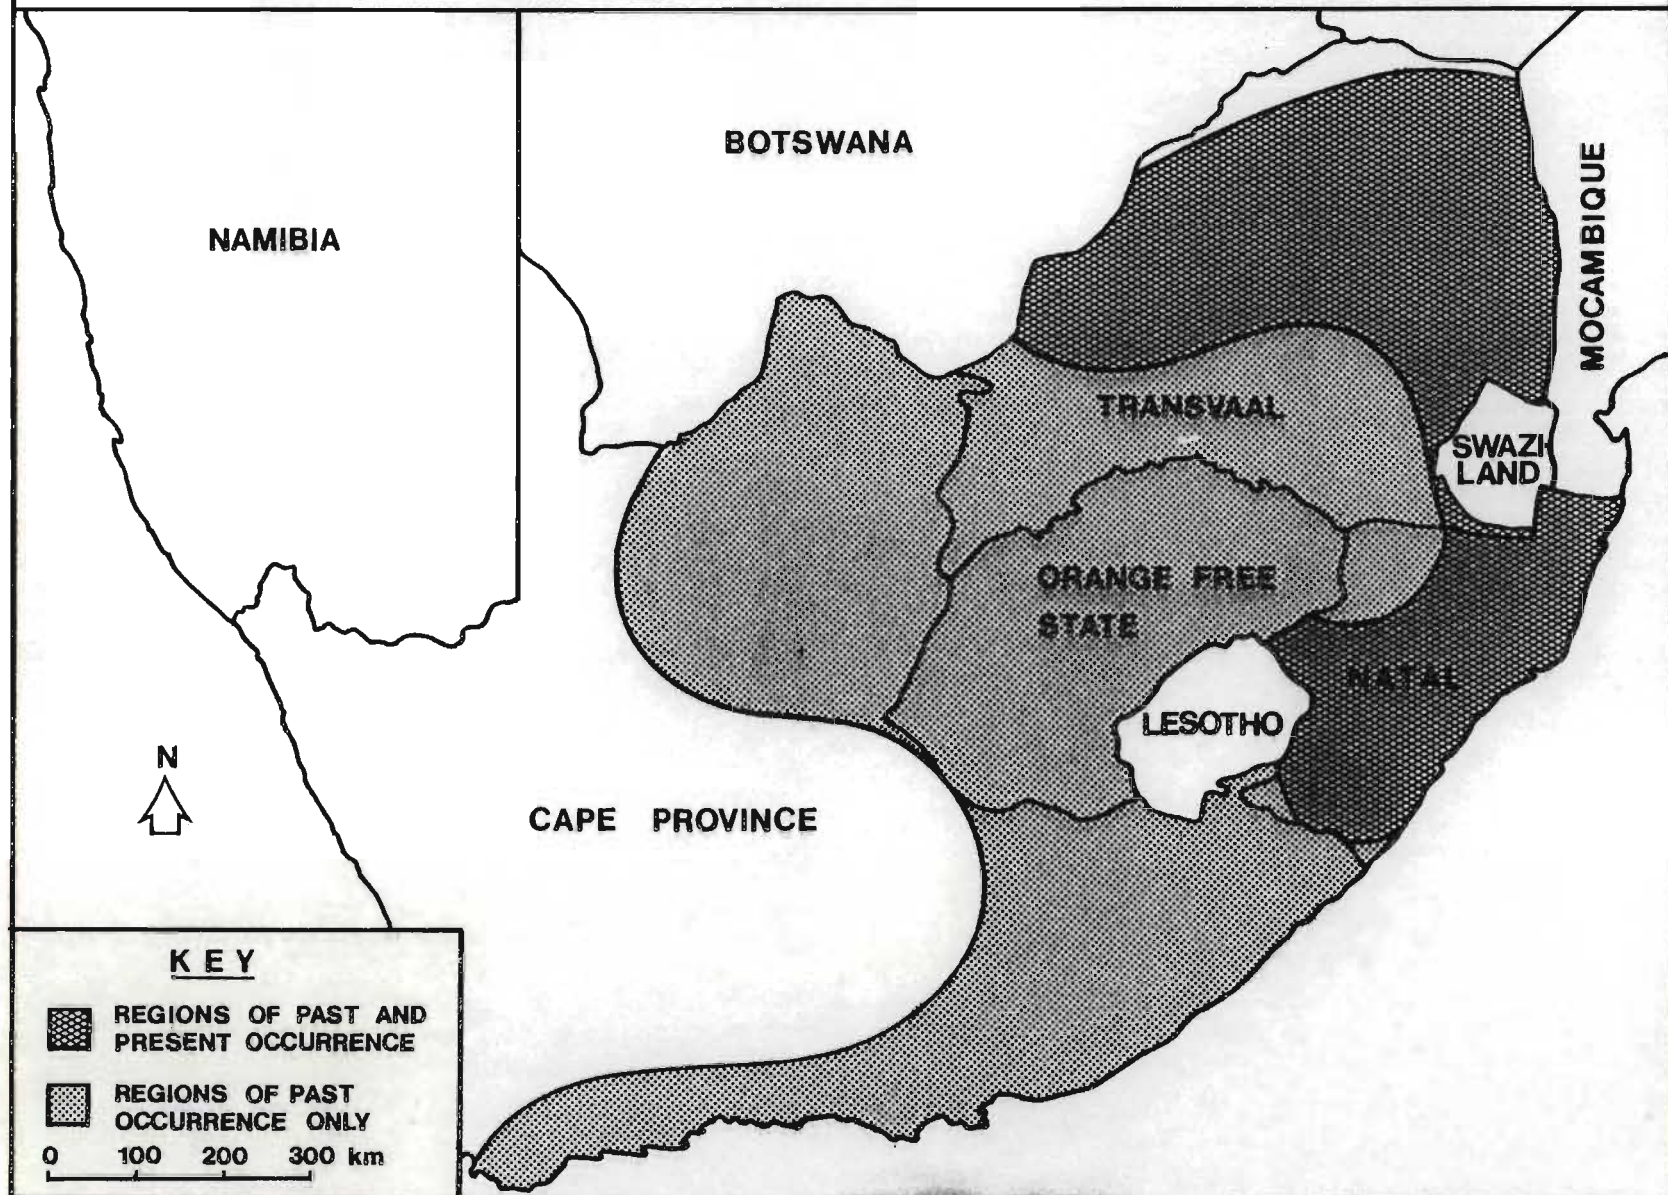 BOTSWANA
NAMIBIA
MOCAMBIQUE
TRANSVAAL
SWAZI-
LAND
ORANGE FREE
STATE
NATAL
LESOTHO
N
CAPE PROVINCE
KEY
REGIONS OF PAST AND
PRESENT OCCURRENCE
REGIONS OF PAST
OCCURRENCE ONLY
0 100 200 300 km